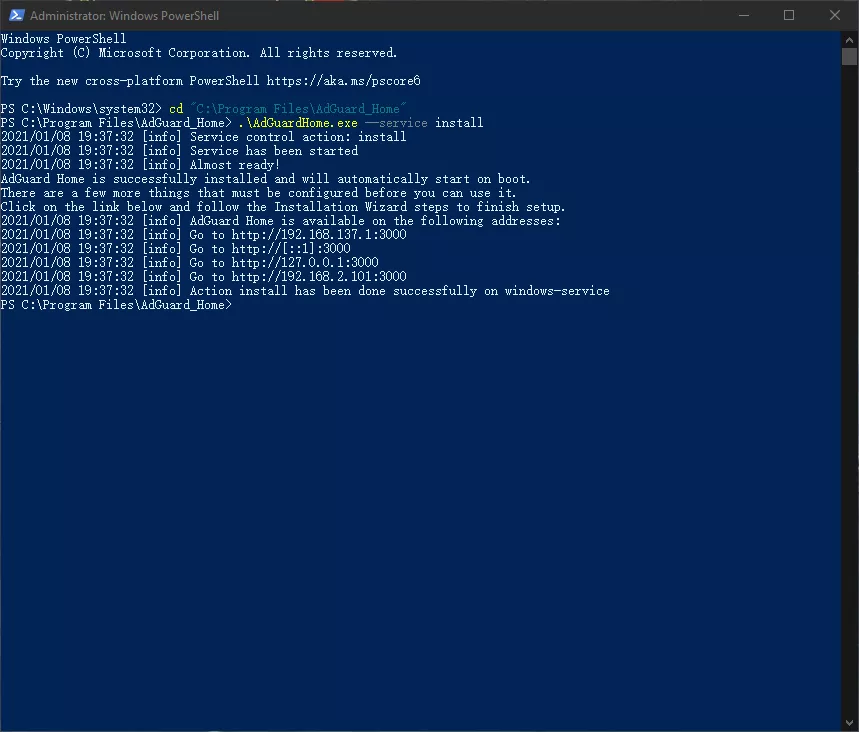 Administrator: Windows PowerShell
Windows PowerShell
Copyright (C) Microsoft Corporation. All rights reserved.
Try the new cross-platform PowerShell https://aka.ms/pscore6
PS C:\Windows\system32> cd "C:\Program Files\AdGuard_Home"
PS C:\Program Files\AdGuard_Home> .\AdGuardHome.exe --service install
2021/01/08 19:37:32 [info] Service control action: install
2021/01/08 19:37:32 [info] Service has been started
2021/01/08 19:37:32 [info] Almost ready!
AdGuard Home is successfully installed and will automatically start on boot.
There are a few more things that must be configured before you can use it.
Click on the link below and follow the Installation Wizard steps to finish setup.
2021/01/08 19:37:32 [info] AdGuard Home is available on the following addresses:
2021/01/08 19:37:32 [info] Go to http://192.168.137.1:3000
2021/01/08 19:37:32 [info] Go to http://[::1]:3000
2021/01/08 19:37:32 [info] Go to http://127.0.0.1:3000
2021/01/08 19:37:32 [info] Go to http://192.168.2.101:3000
2021/01/08 19:37:32 [info] Action install has been done successfully on windows-service
PS C:\Program Files\AdGuard_Home>